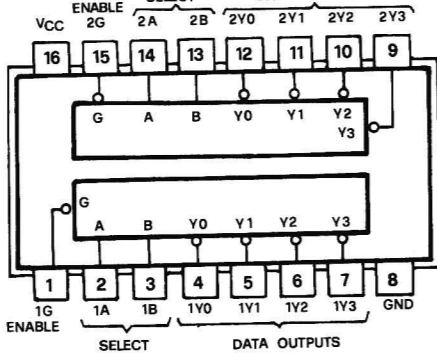 ENABLE
VCC 2G 2A 2B 2Y0 2Y1 2Y2 2Y3
16 15 14 13 12 11 10 9
G A B Y0 Y1 Y2
Y3
G
A B Y0 Y1 Y2 Y3
1 2 3 4 5 6 7 8
1G 1A 1B 1Y0 1Y1 1Y2 1Y3 GND
ENABLE
SELECT DATA OUTPUTS